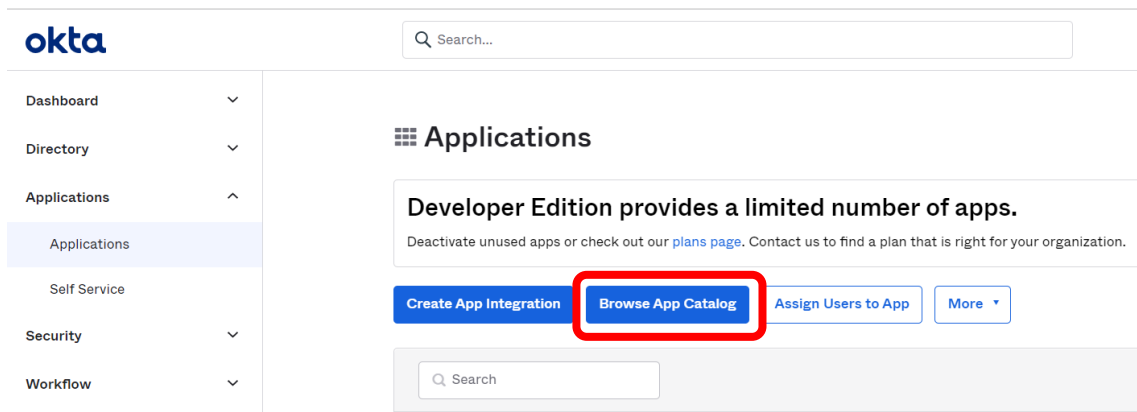 okta
Search...
Dashboard
Directory
Applications
Applications
Self Service
Security
Workflow
Applications
Developer Edition provides a limited number of apps.
Deactivate unused apps or check out our plans page. Contact us to find a plan that is right for your organization.
Create App Integration
Browse App Catalog
Assign Users to App
More
Search